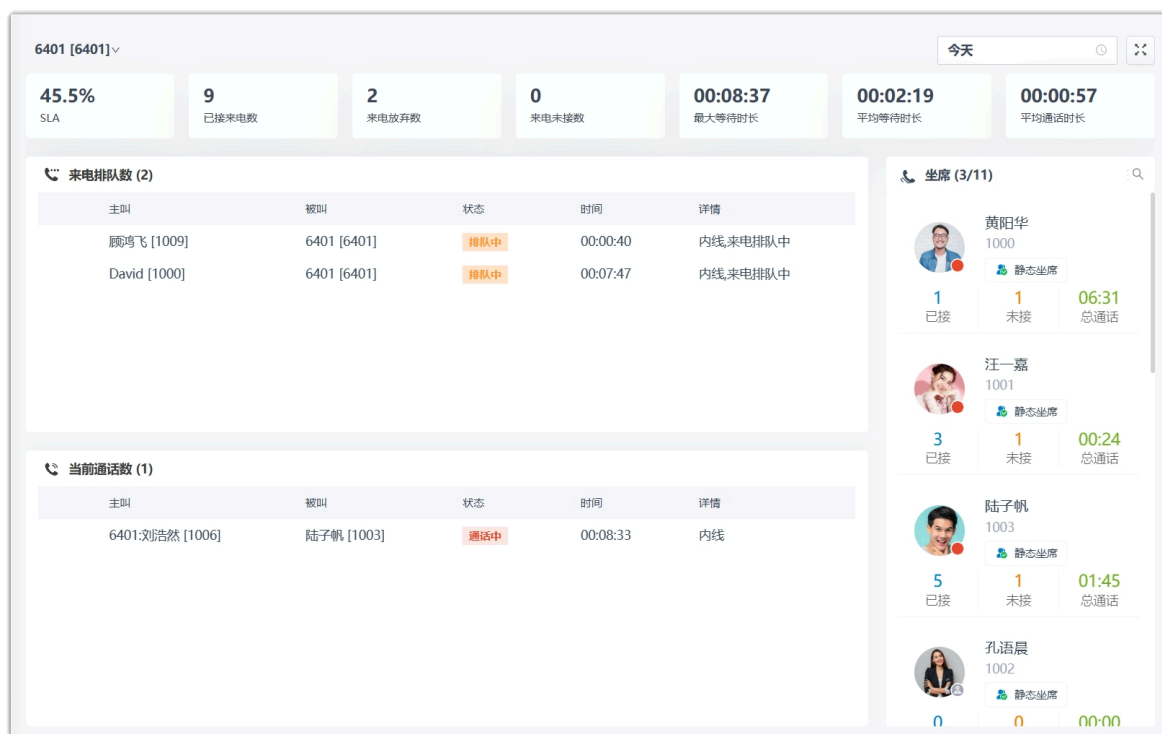 6401 [6401]
今天
45.5%
SLA
9
已接来电数
2
来电放弃数
0
来电未接数
00:08:37
最大等待时长
00:02:19
平均等待时长
00:00:57
平均通话时长
来电排队数 (2)
主叫 被叫 状态 时间 详情
顾鸿飞 [1009] 6401 [6401] 排队中 00:00:40 内线,来电排队中
David [1000] 6401 [6401] 排队中 00:07:47 内线,来电排队中
当前通话数 (1)
主叫 被叫 状态 时间 详情
6401:刘浩然 [1006] 陆子帆 [1003] 通话中 00:08:33 内线
坐席 (3/11)
黄阳华
1000
静态坐席
1 1 06:31
已接 未接 总通话
汪一嘉
1001
静态坐席
3 1 00:24
已接 未接 总通话
陆子帆
1003
静态坐席
5 1 01:45
已接 未接 总通话
孔语晨
1002
静态坐席
0 0 00:00